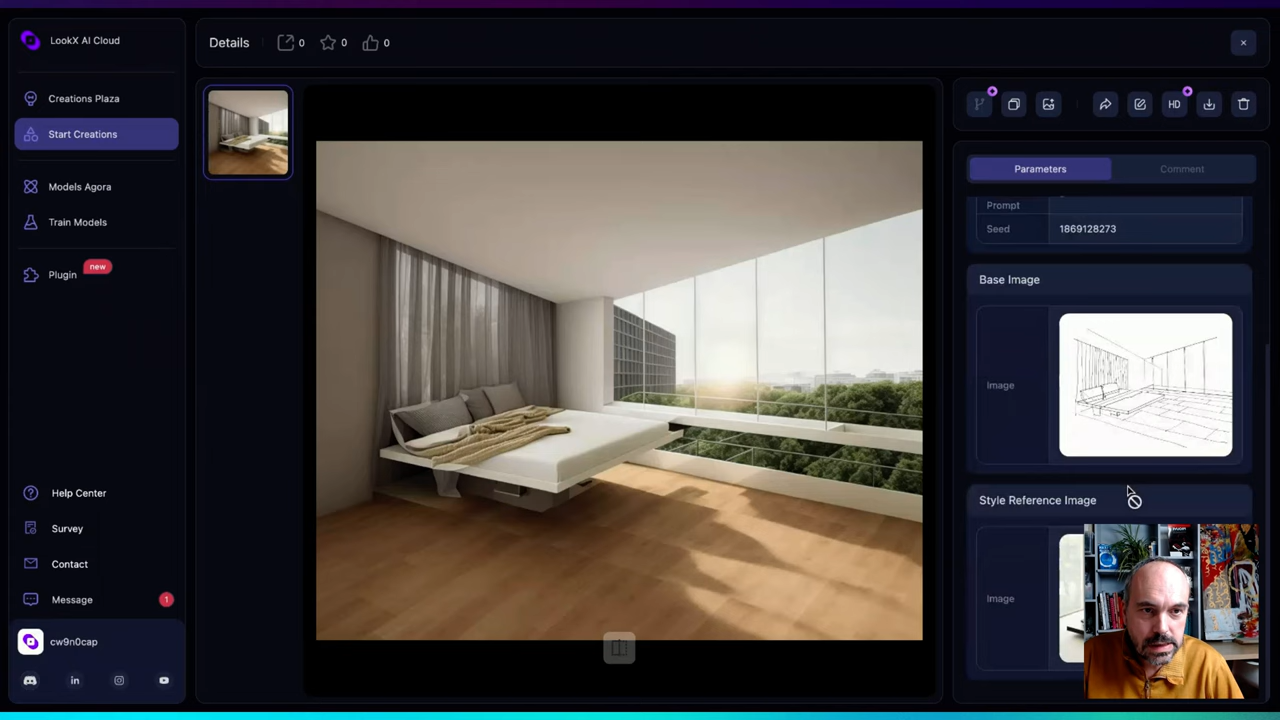 LookX AI Cloud
Creations Plaza
Start Creations
Models Agora
Train Models
Plugin
new
Help Center
Survey
Contact
Message
1
cw9n0cap
in
Details
0
0
0
HD
Parameters
Comment
Prompt
Seed
1869128273
Base Image
Image
Style Reference Image
Image